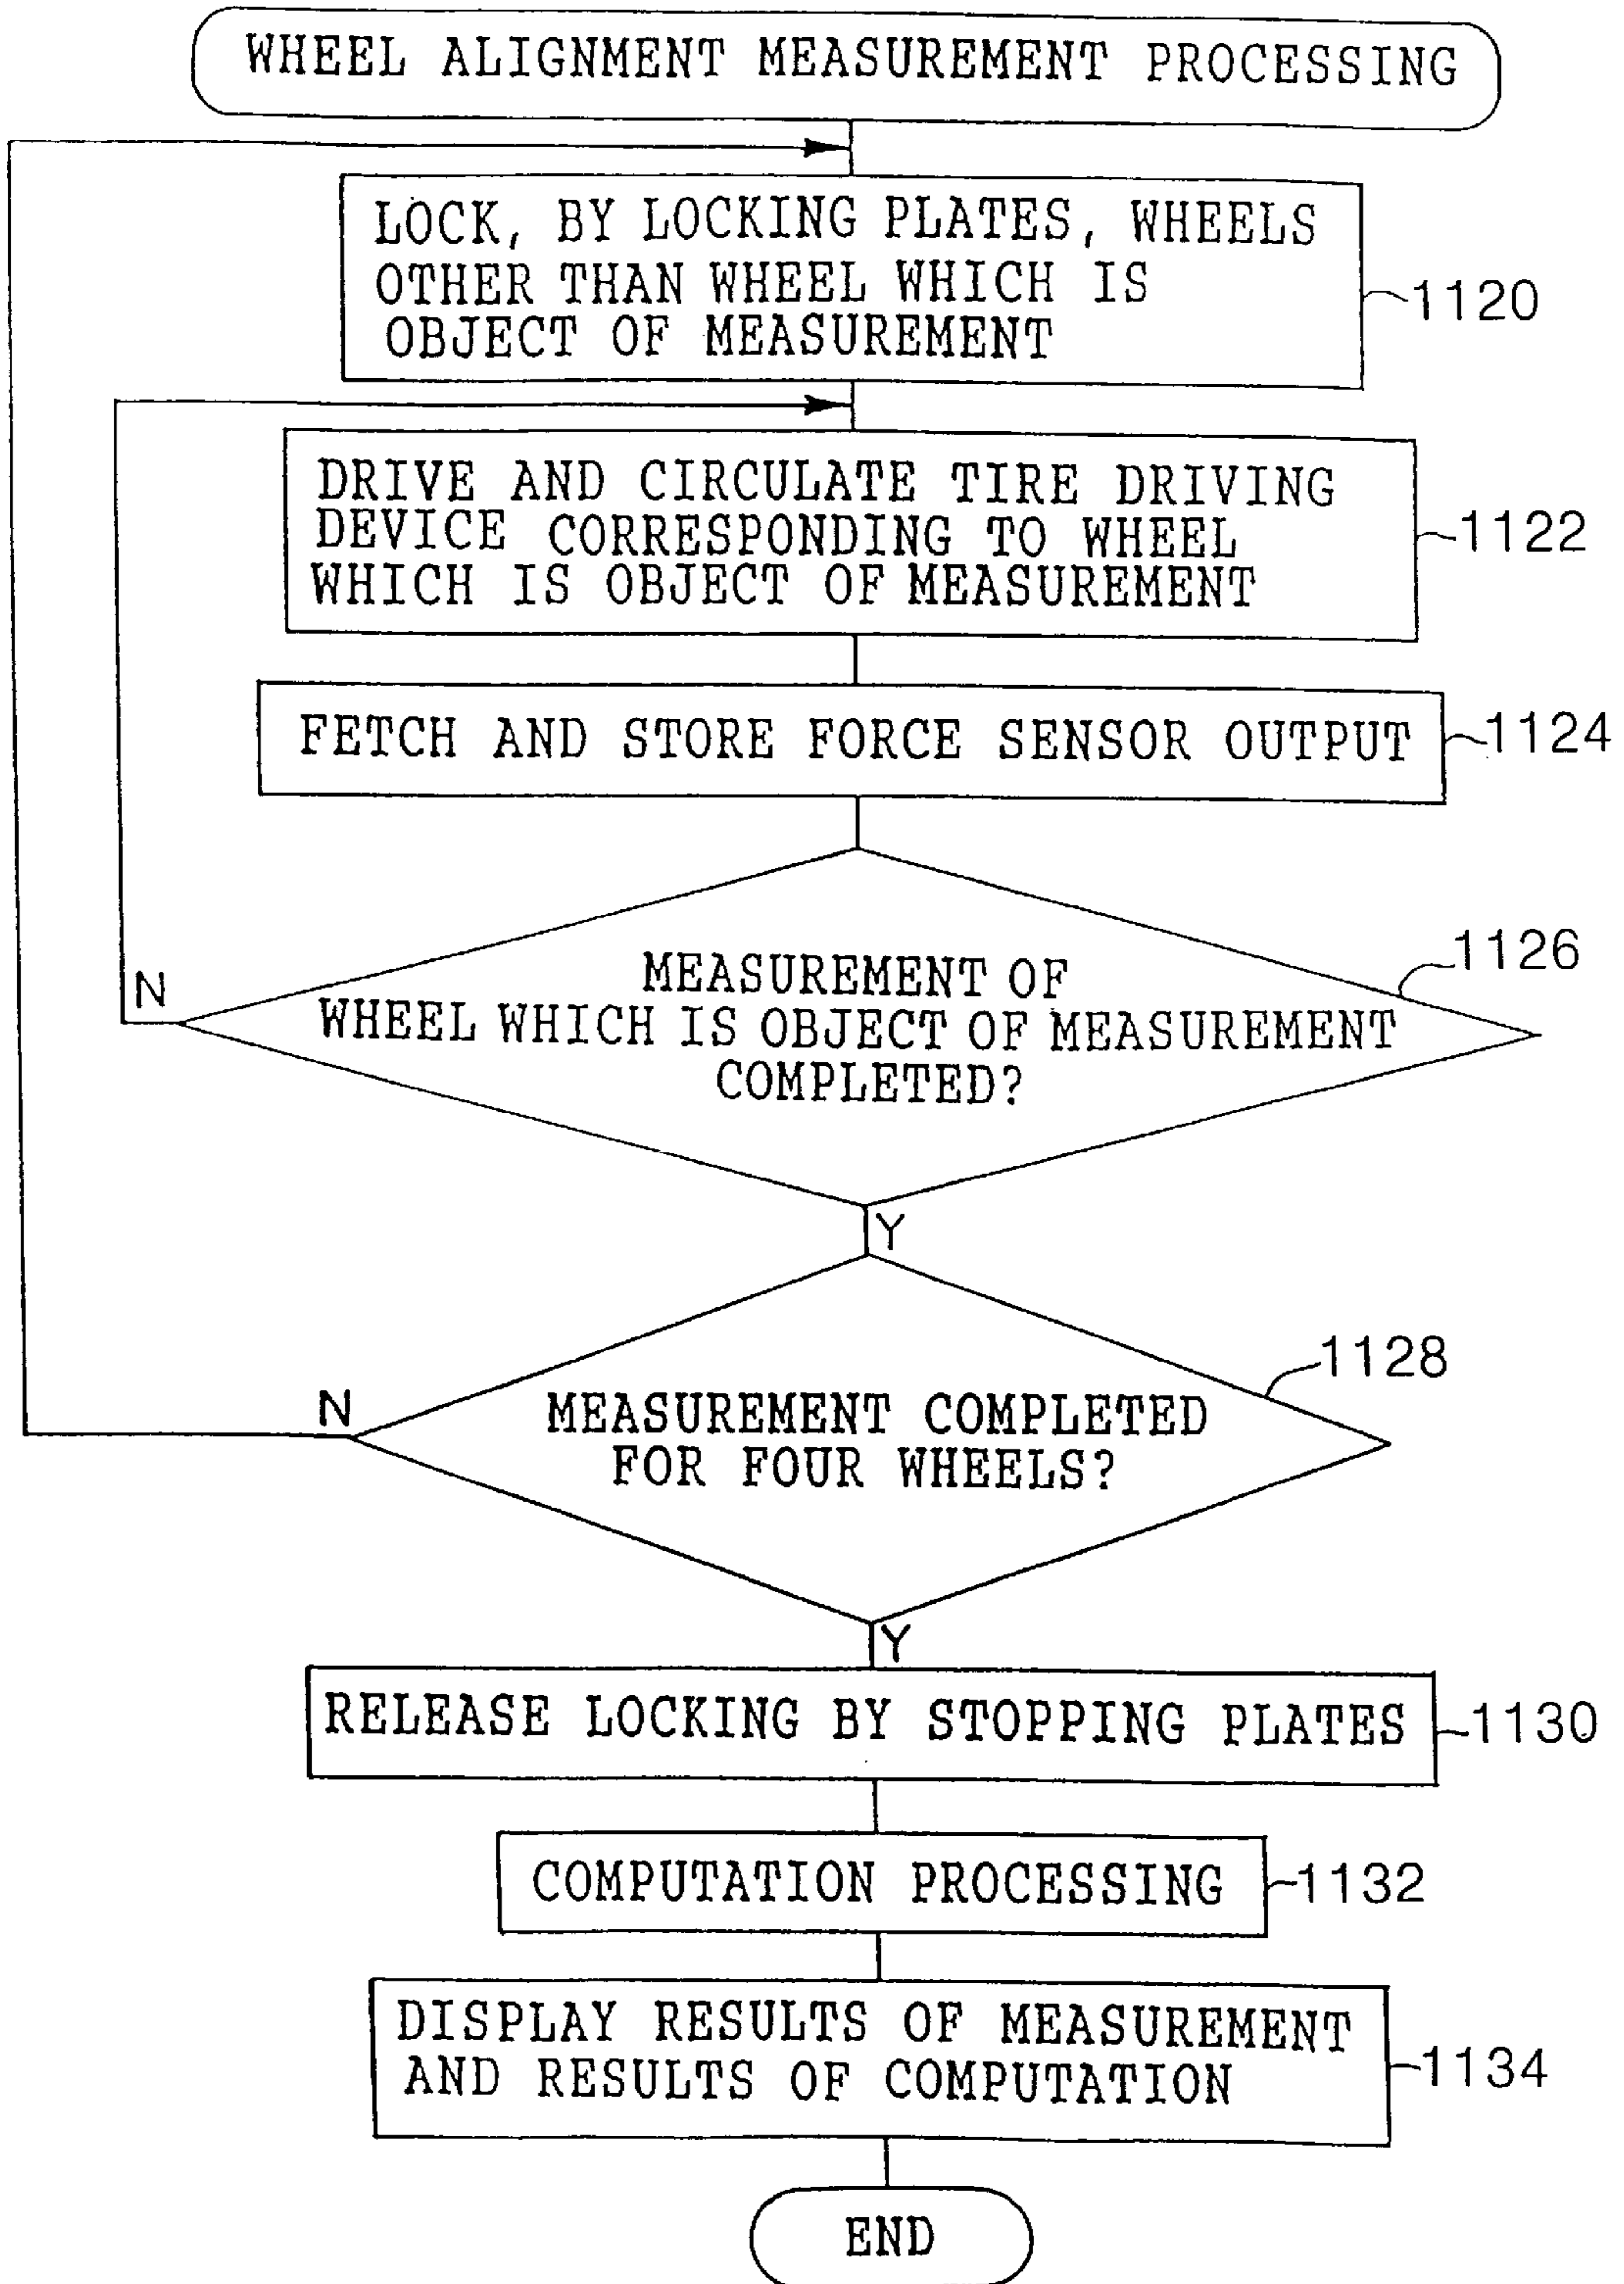 WHEEL ALIGNMENT MEASUREMENT PROCESSING
LOCK, BY LOCKING PLATES, WHEELS
OTHER THAN WHEEL WHICH IS
OBJECT OF MEASUREMENT
1120
DRIVE AND CIRCULATE TIRE DRIVING
DEVICE CORRESPONDING TO WHEEL
WHICH IS OBJECT OF MEASUREMENT
1122
FETCH AND STORE FORCE SENSOR OUTPUT
1124
MEASUREMENT OF
WHEEL WHICH IS OBJECT OF MEASUREMENT
COMPLETED?
1126
N
Y
MEASUREMENT COMPLETED
FOR FOUR WHEELS?
1128
N
Y
RELEASE LOCKING BY STOPPING PLATES
1130
COMPUTATION PROCESSING
1132
DISPLAY RESULTS OF MEASUREMENT
AND RESULTS OF COMPUTATION
1134
END